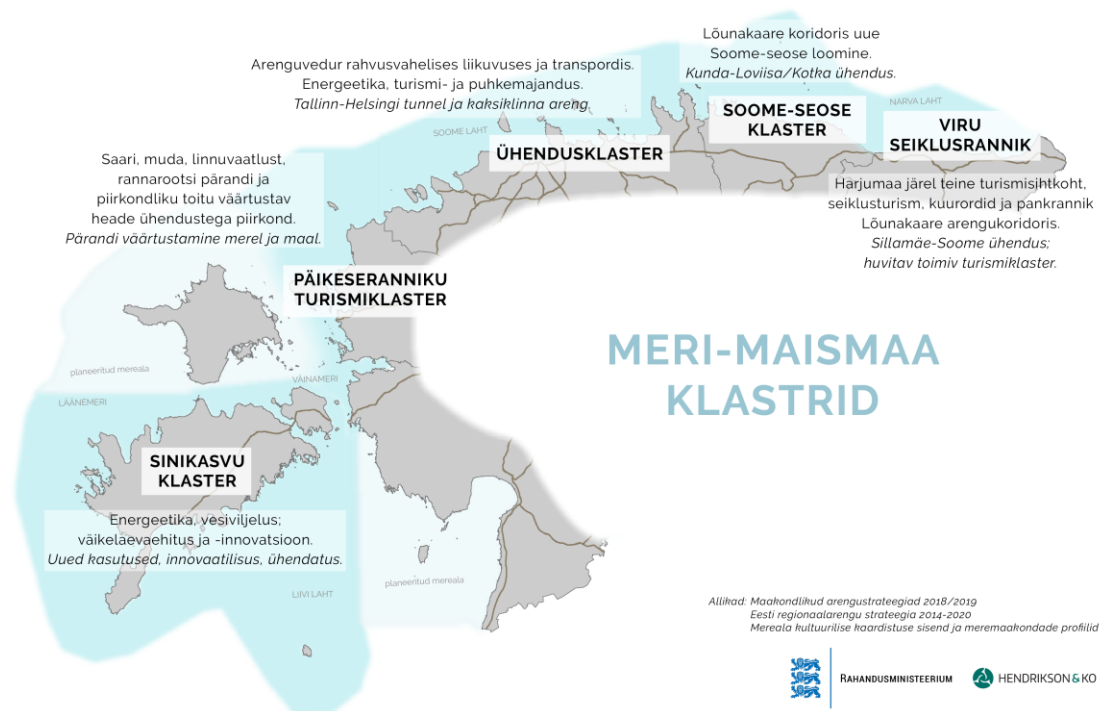 Lõunakaare koridoris uue
Soome-seose loomine.
Kunda-Loviisa/Kotka ühendus.
Arenguvedur rahvusvahelises liikuvuses ja transpordis.
Energeetika, turismi- ja puhkemajandus.
Tallinn-Helsingi tunnel ja kaksiklinna areng.
NARVA LAHT
SOOME-SEOSE
KLASTER
VIRU
SEIKLUSRANNIK
SOOME LAHT
ÜHENDUSKLASTER
Saari, muda, linnuvaatlust,
rannarootsi pärandi ja
piirkondliku toitu väärtustav
heade ühendustega piirkond.
Pärandi väärtustamine merel ja maal.
Harjumaa järel teine turismisihtkoht,
seiklusturism, kuurordid ja pankrannik
Lõunakaare arengukoridoris.
Sillamäe-Soome ühendus;
huvitav toimiv turismiklaster.
PÄIKESERANNIKU
TURISMIKLASTER
MERI-MAISMAA
KLASTRID
planeeritud mereala
VÄINAMERI
LÄÄNEMERI
SINIKASVU
KLASTER
Energeetika, vesiviljelus;
väikelaevaehitus ja -innovatsioon.
Uued kasutused, innovaatilisus, ühendatus.
planeeritud mereala
LIIVI LAHT
Allikad: Maakondlikud arengustrateegiad 2018/2019
Eesti regionaalarengu strateegia 2014-2020
Mereala kultuurilise kaardistuse sisend ja meremaakondade profiilid
RAHANDUSMINISTEERIUM
HENDRIKSON & KO